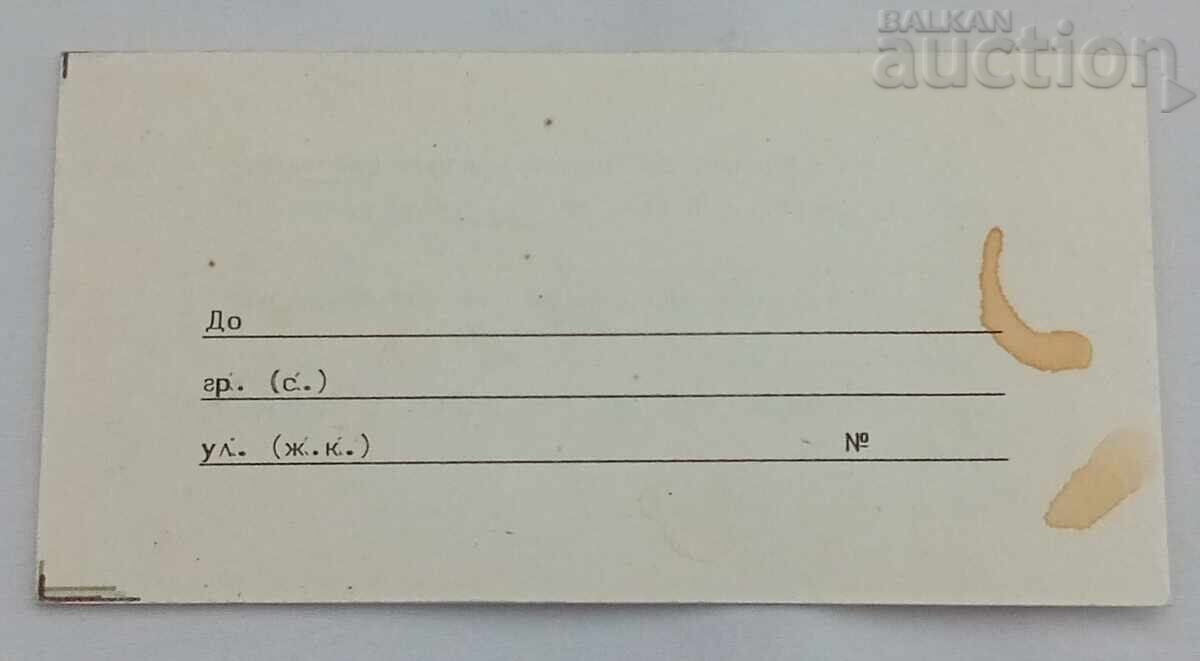 BALKAN
auction
До
гр. (с.)
ул. (ж.к.) №